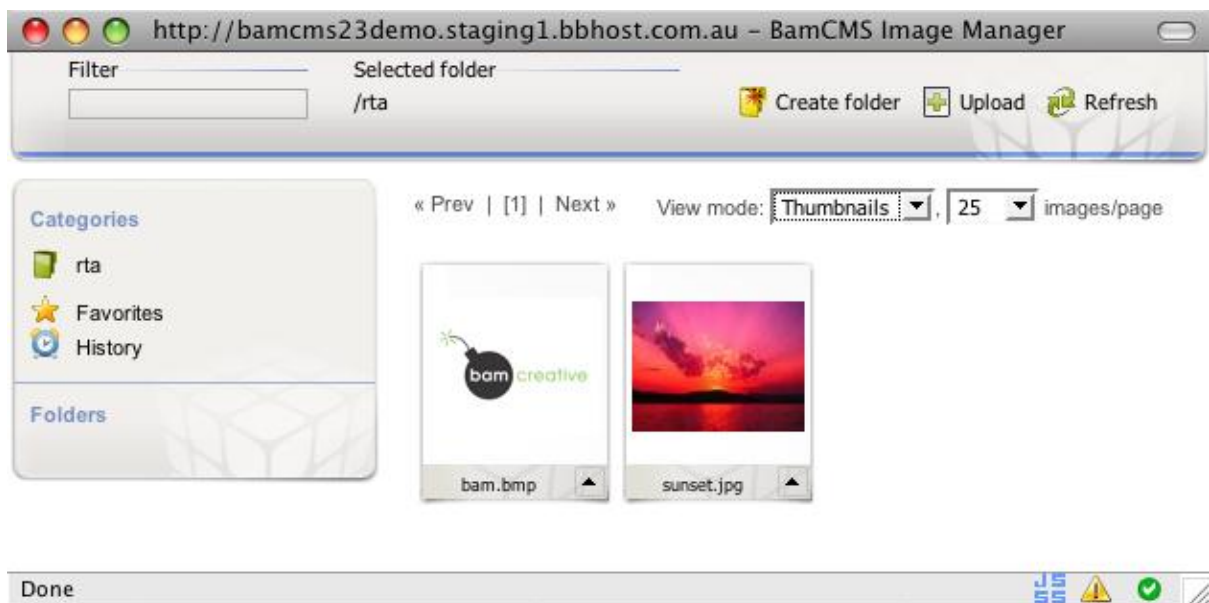 http://bamcms23demo.staging1.bbhost.com.au – BamCMS Image Manager
Filter
Selected folder
/rta
Create folder
Upload
Refresh
Categories
rta
Favorites
History
Folders
« Prev | [1] | Next »
View mode: Thumbnails , 25 images/page
bam creative
bam.bmp
sunset.jpg
Done
JS
SS